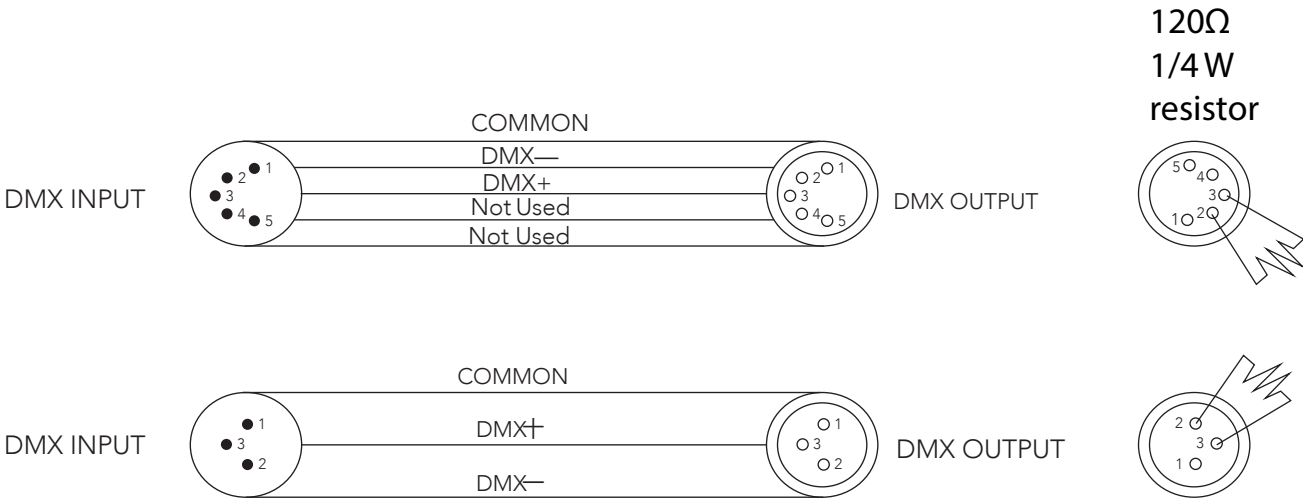 120Ω
1/4 W
resistor
COMMON
DMX—
DMX+
Not Used
Not Used
DMX INPUT
1
2
3
4
5
1
2
3
4
5
DMX OUTPUT
5
4
3
2
1
COMMON
DMX+
DMX—
DMX INPUT
1
3
2
1
3
2
DMX OUTPUT
2
3
1